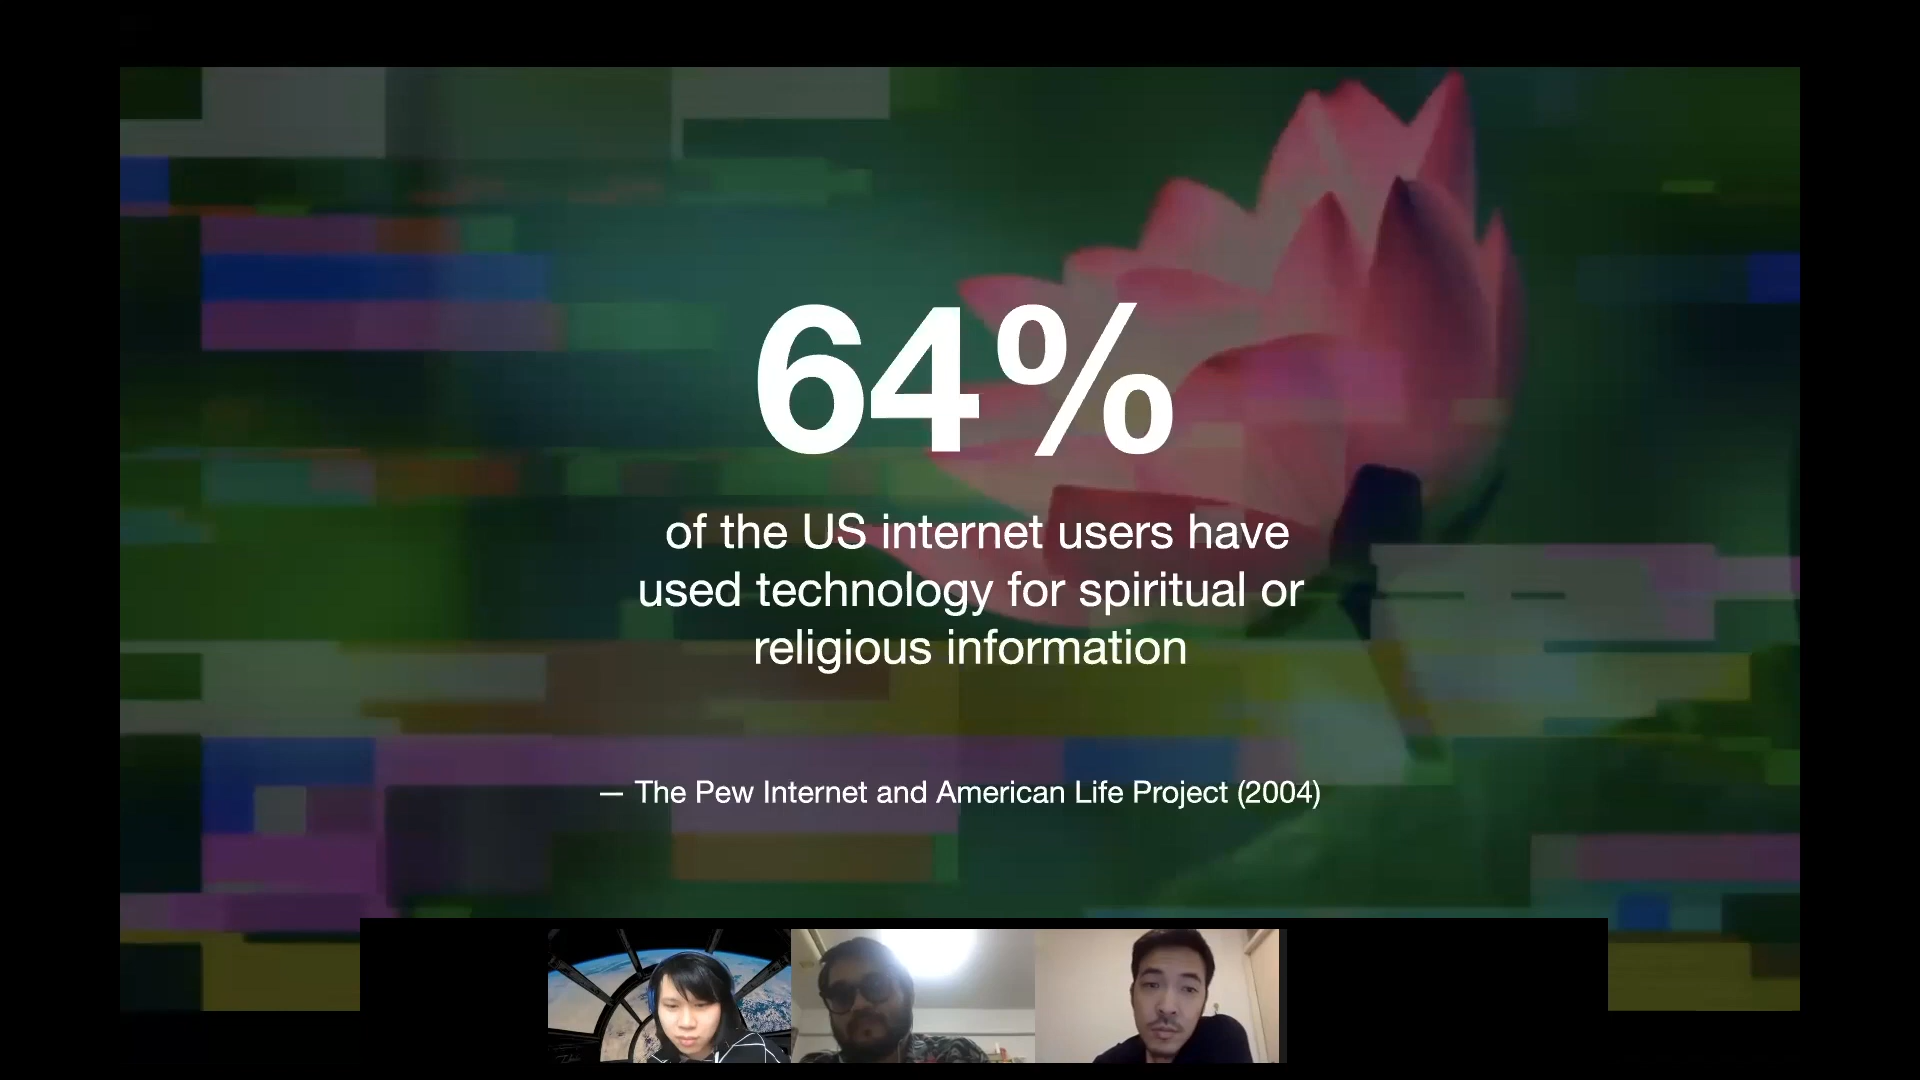 64%
of the US internet users have
used technology for spiritual or
religious information
— The Pew Internet and American Life Project (2004)